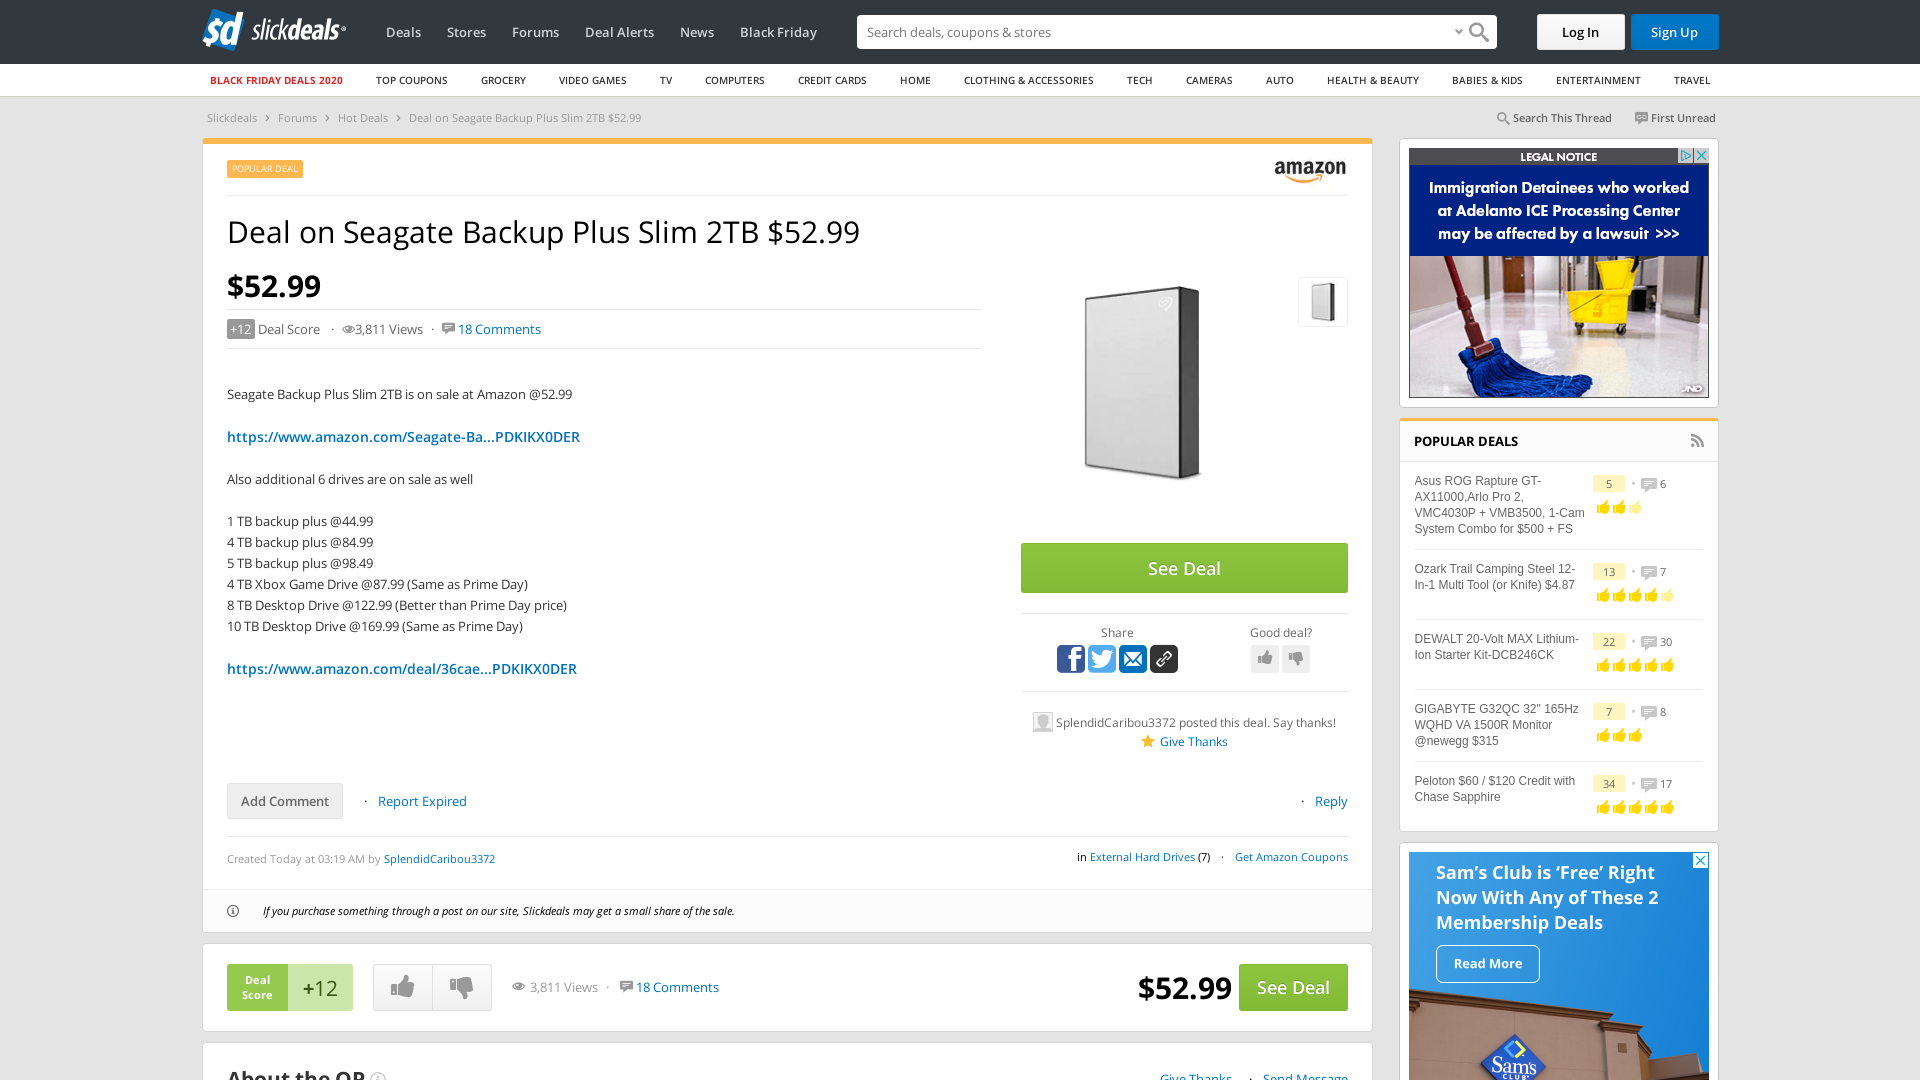 slickdeals
Deals
Stores
Forums
Deal Alerts
News
Black Friday
Search deals, coupons & stores
Log In
Sign Up
BLACK FRIDAY DEALS 2020
TOP COUPONS
GROCERY
VIDEO GAMES
TV
COMPUTERS
CREDIT CARDS
HOME
CLOTHING & ACCESSORIES
TECH
CAMERAS
AUTO
HEALTH & BEAUTY
BABIES & KIDS
ENTERTAINMENT
TRAVEL
Slickdeals › Forums › Hot Deals › Deal on Seagate Backup Plus Slim 2TB $52.99
Search This Thread
First Unread
POPULAR DEAL
amazon
Deal on Seagate Backup Plus Slim 2TB $52.99
$52.99
+12 Deal Score · 3,811 Views · 18 Comments
Seagate Backup Plus Slim 2TB is on sale at Amazon @52.99
https://www.amazon.com/Seagate-Ba...PDKIKX0DER
Also additional 6 drives are on sale as well
1 TB backup plus @44.99
4 TB backup plus @84.99
5 TB backup plus @98.49
4 TB Xbox Game Drive @87.99 (Same as Prime Day)
8 TB Desktop Drive @122.99 (Better than Prime Day price)
10 TB Desktop Drive @169.99 (Same as Prime Day)
https://www.amazon.com/deal/36cae...PDKIKX0DER
See Deal
Share
Good deal?
SplendidCaribou3372 posted this deal. Say thanks!
Give Thanks
Add Comment
· Report Expired
· Reply
Created Today at 03:19 AM by SplendidCaribou3372
in External Hard Drives (7) · Get Amazon Coupons
If you purchase something through a post on our site, Slickdeals may get a small share of the sale.
Deal
Score
+12
3,811 Views · 18 Comments
$52.99
See Deal
About the OP
Give Thanks · Send Message
LEGAL NOTICE
Immigration Detainees who worked
at Adelanto ICE Processing Center
may be affected by a lawsuit >>>
JND
POPULAR DEALS
Asus ROG Rapture GT-
AX11000,Arlo Pro 2,
VMC4030P + VMB3500, 1-Cam
System Combo for $500 + FS
5 • 6
Ozark Trail Camping Steel 12-
In-1 Multi Tool (or Knife) $4.87
13 • 7
DEWALT 20-Volt MAX Lithium-
Ion Starter Kit-DCB246CK
22 • 30
GIGABYTE G32QC 32" 165Hz
WQHD VA 1500R Monitor
@newegg $315
7 • 8
Peloton $60 / $120 Credit with
Chase Sapphire
34 • 17
Sam's Club is 'Free' Right
Now With Any of These 2
Membership Deals
Read More
Sam's
CLUB